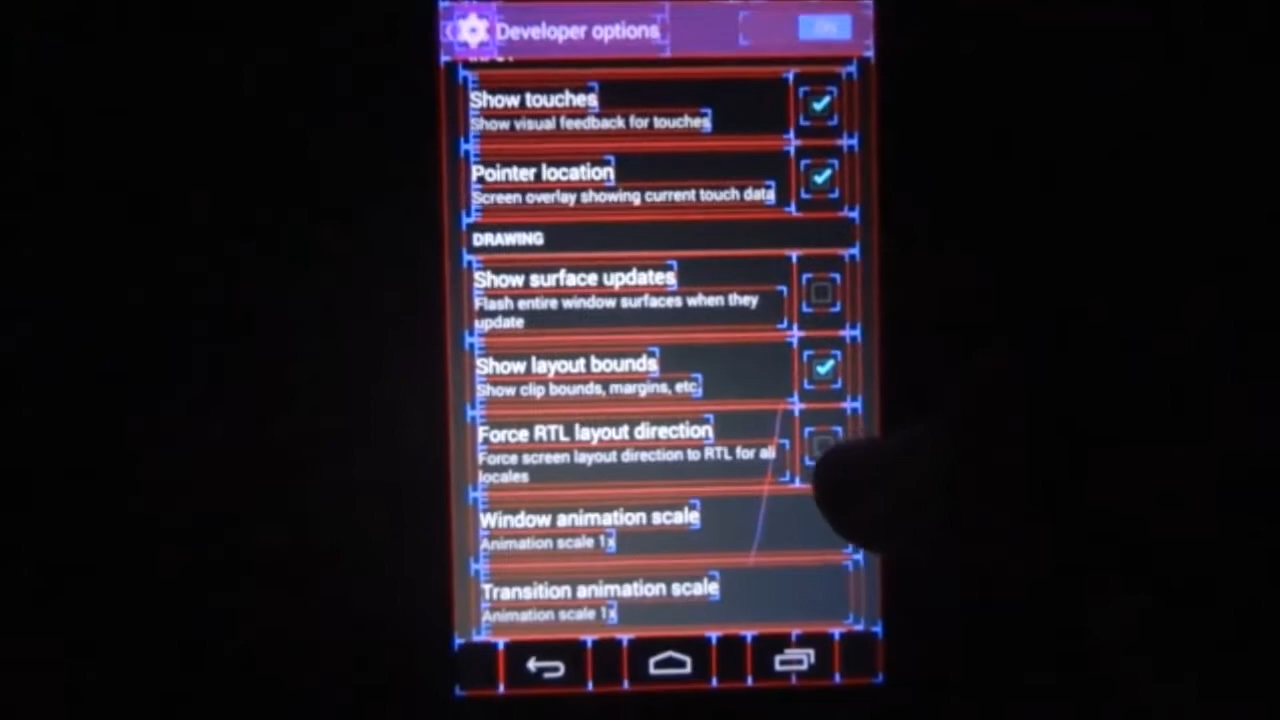 Developer options
On
Show touches
Show visual feedback for touches
Pointer location
Screen overlay showing current touch data
DRAWING
Show surface updates
Flash entire window surfaces when they
update
Show layout bounds
Show clip bounds, margins, etc.
Force RTL layout direction
Force screen layout direction to RTL for all
locales
Window animation scale
Animation scale 1x
Transition animation scale
Animation scale 1x